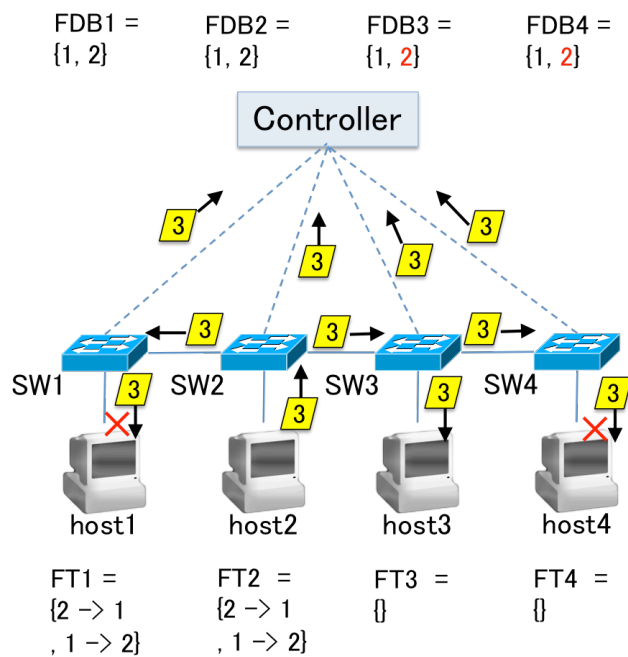 FDB1 = FDB2 = FDB3 = FDB4 =
{1, 2} {1, 2} {1, 2} {1, 2}
Controller
3
3
3
3
3 3 3
SW1 SW2 SW3 SW4
3 3 3 3
host1 host2 host3 host4
FT1 = FT2 = FT3 = FT4 =
{2 -> 1 {2 -> 1 {} {}
, 1 -> 2} , 1 -> 2}